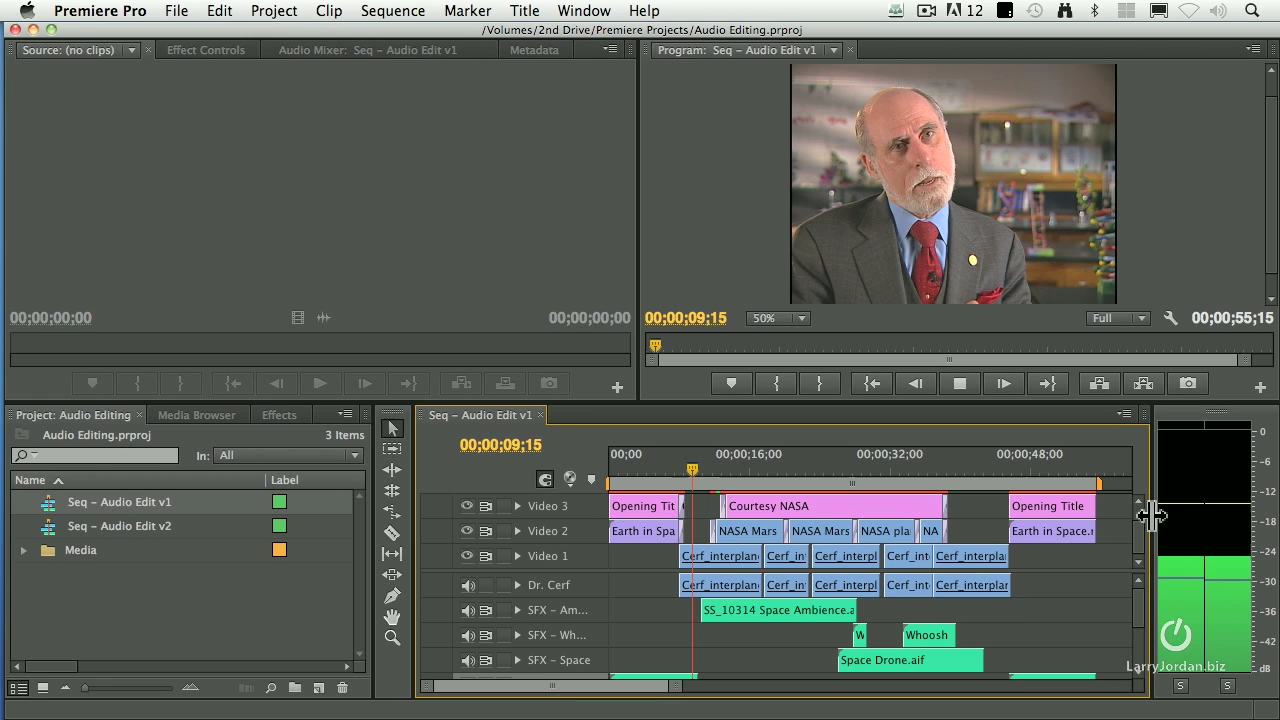 Premiere Pro File Edit Project Clip Sequence Marker Title Window Help 12
/Volumes/2nd Drive/Premiere Projects/Audio Editing.prproj
Source: (no clips) Effect Controls Audio Mixer: Seq – Audio Edit v1 Metadata
Program: Seq – Audio Edit v1
00;00;00;00 00;00;00;00
00;00;09;15 50% Full 00;00;55;15
Project: Audio Editing Media Browser Effects
Audio Editing.prproj 3 Items
In: All
Name Label
Seq – Audio Edit v1
Seq – Audio Edit v2
Media
Seq – Audio Edit v1
00;00;09;15
00;00 00;00;16;00 00;00;32;00 00;00;48;00
Video 3 Opening Tit Courtesy NASA Opening Title
Video 2 Earth in Spa NASA Mars NASA Mars NASA pla NA Earth in Space.r
Video 1 Cerf_interplane Cerf_in Cerf_interpl Cerf_int Cerf_interplar
Dr. Cerf Cerf_interplane Cerf_in Cerf_interpl Cerf_int Cerf_interplar
SFX – Am... SS_10314 Space Ambience.a
SFX – Wh... W Whoosh
SFX – Space Space Drone.aif
0
-6
-12
-18
-24
-30
-36
-42
dB
LarryJordan.biz
S S